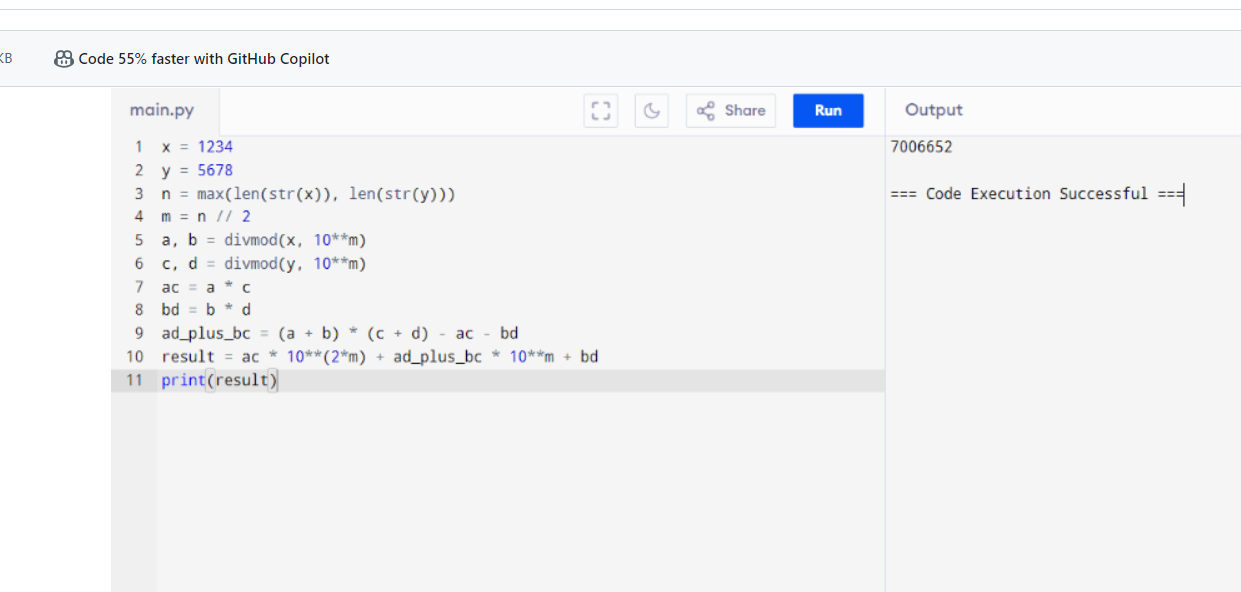 KB Code 55% faster with GitHub Copilot
main.py Share Run Output
1 x = 1234
2 y = 5678
3 n = max(len(str(x)), len(str(y)))
4 m = n // 2
5 a, b = divmod(x, 10**m)
6 c, d = divmod(y, 10**m)
7 ac = a * c
8 bd = b * d
9 ad_plus_bc = (a + b) * (c + d) - ac - bd
10 result = ac * 10**(2*m) + ad_plus_bc * 10**m + bd
11 print(result)
7006652
=== Code Execution Successful ===